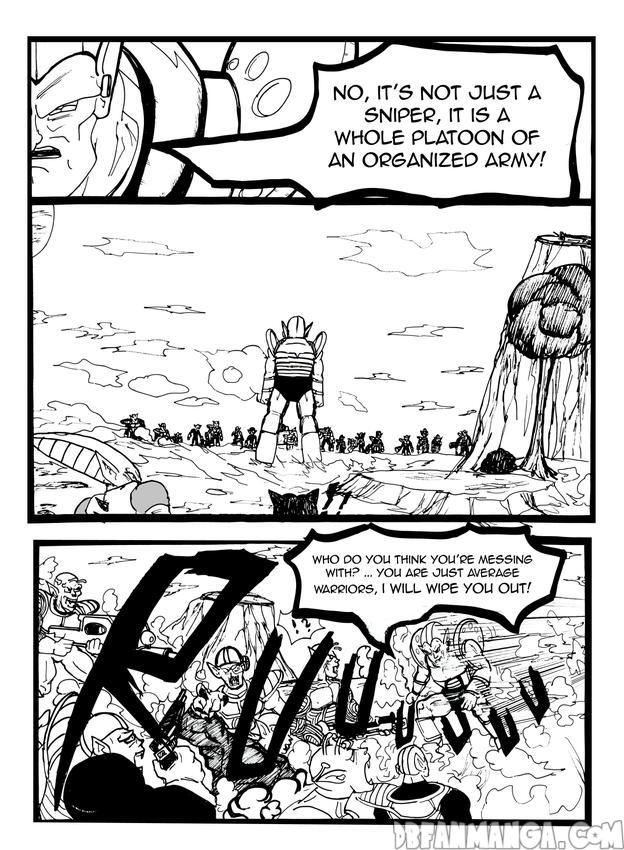 NO, IT'S NOT JUST A
SNIPER, IT IS A
WHOLE PLATOON OF
AN ORGANIZED ARMY!
WHO DO YOU THINK YOU'RE MESSING
WITH? ... YOU ARE JUST AVERAGE
WARRIORS, I WILL WIPE YOU OUT!
RUUUUUUU
DBFANMANGA.COM